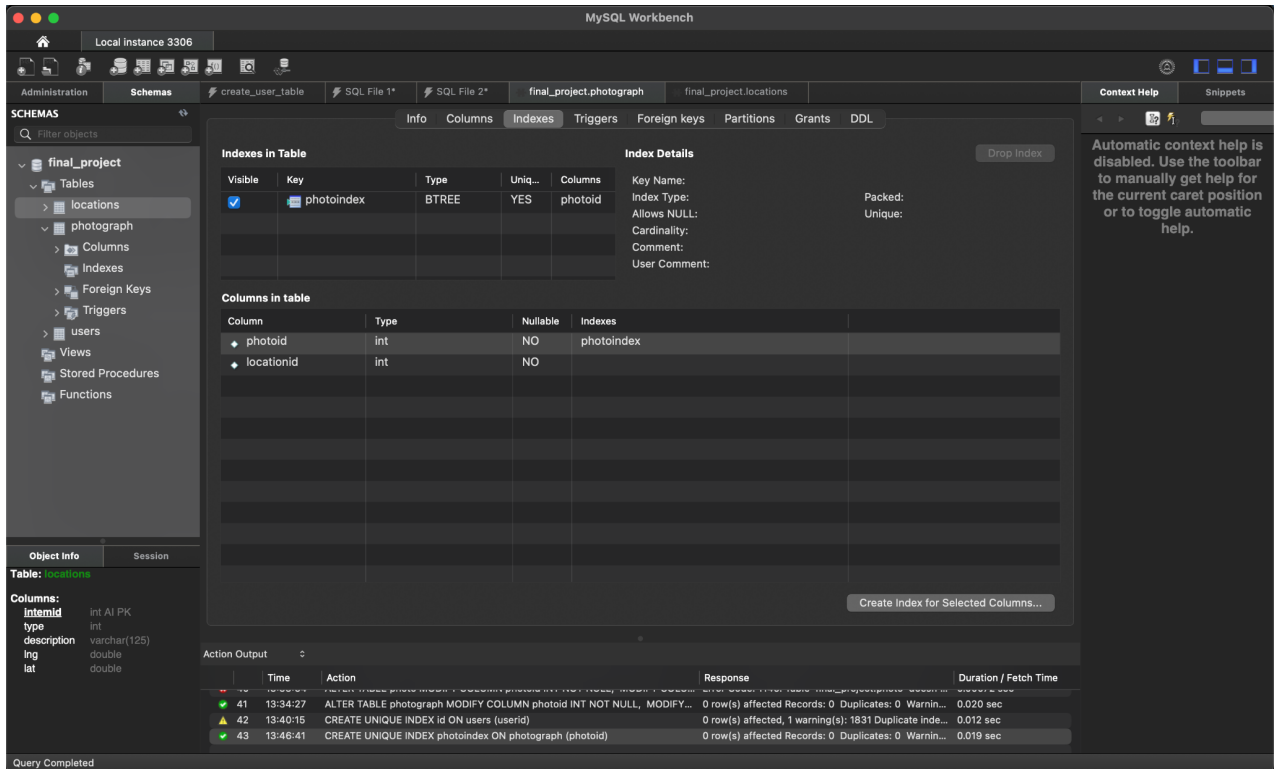 MySQL Workbench
Local instance 3306
Administration Schemas create_user_table SQL File 1* SQL File 2* final_project.photograph final_project.locations Context Help Snippets
SCHEMAS
Filter objects
final_project
Tables
locations
photograph
Columns
Indexes
Foreign Keys
Triggers
users
Views
Stored Procedures
Functions
Info Columns Indexes Triggers Foreign keys Partitions Grants DDL
Indexes in Table
Visible Key Type Uniq... Columns
photoindex BTREE YES photoid
Index Details Drop Index
Key Name:
Index Type: Packed:
Allows NULL: Unique:
Cardinality:
Comment:
User Comment:
Columns in table
Column Type Nullable Indexes
photoid int NO photoindex
locationid int NO
Create Index for Selected Columns...
Automatic context help is
disabled. Use the toolbar
to manually get help for
the current caret position
or to toggle automatic
help.
Object Info Session
Table: locations
Columns:
intemid int AI PK
type int
description varchar(125)
lng double
lat double
Action Output
Time Action Response Duration / Fetch Time
41 13:34:27 ALTER TABLE photograph MODIFY COLUMN photoid INT NOT NULL, MODIFY... 0 row(s) affected Records: 0 Duplicates: 0 Warnin... 0.020 sec
42 13:40:15 CREATE UNIQUE INDEX id ON users (userid) 0 row(s) affected, 1 warning(s): 1831 Duplicate inde... 0.012 sec
43 13:46:41 CREATE UNIQUE INDEX photoindex ON photograph (photoid) 0 row(s) affected Records: 0 Duplicates: 0 Warnin... 0.019 sec
Query Completed